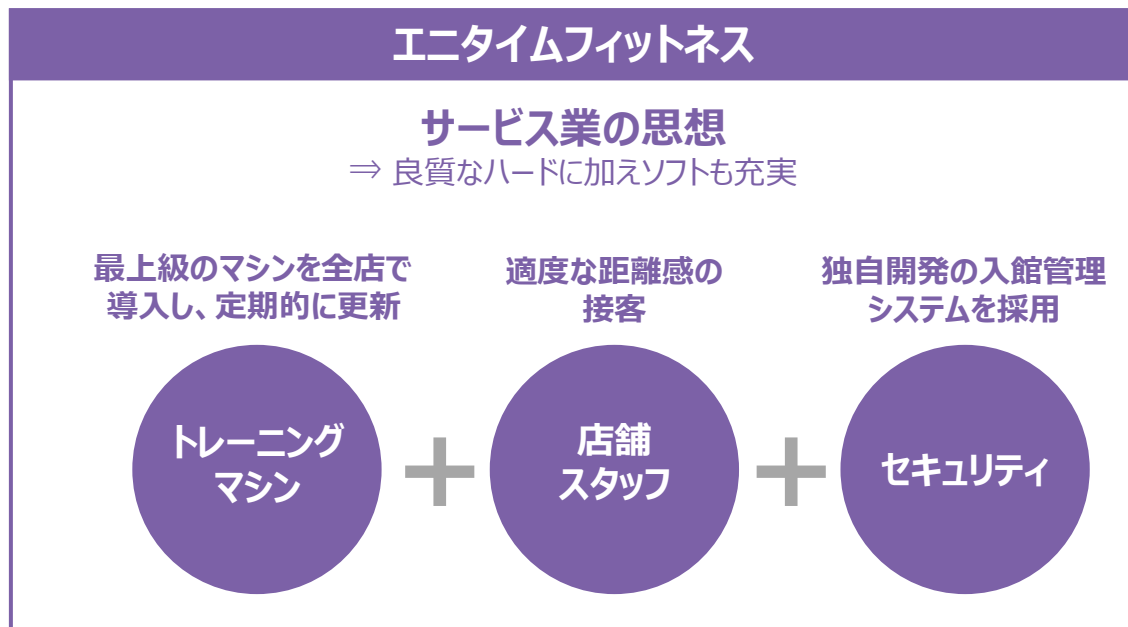 エニタイムフィットネス
サービス業の思想
⇒ 良質なハードに加えソフトも充実
最上級のマシンを全店で
導入し、定期的に更新
適度な距離感の
接客
独自開発の入館管理
システムを採用
トレーニング
マシン
+
店舗
スタッフ
+
セキュリティ